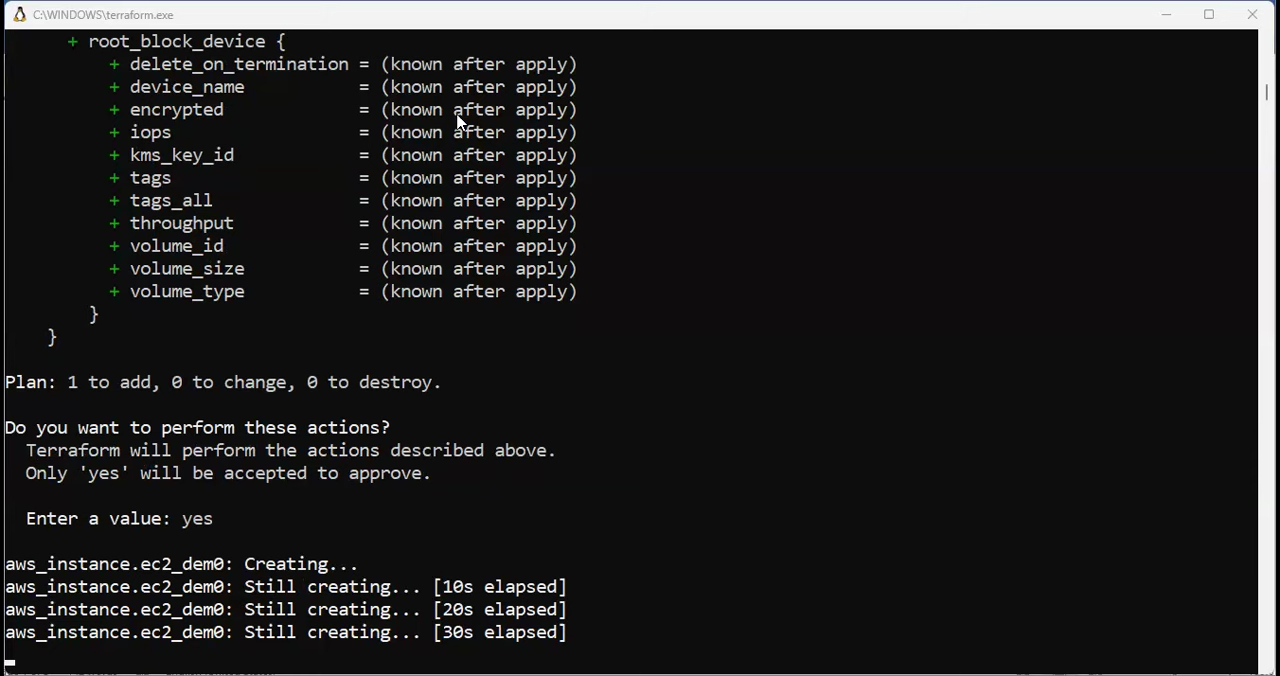 C:\WINDOWS\terraform.exe
+ root_block_device {
+ delete_on_termination = (known after apply)
+ device_name = (known after apply)
+ encrypted = (known after apply)
+ iops = (known after apply)
+ kms_key_id = (known after apply)
+ tags = (known after apply)
+ tags_all = (known after apply)
+ throughput = (known after apply)
+ volume_id = (known after apply)
+ volume_size = (known after apply)
+ volume_type = (known after apply)
}
}
Plan: 1 to add, 0 to change, 0 to destroy.
Do you want to perform these actions?
Terraform will perform the actions described above.
Only 'yes' will be accepted to approve.
Enter a value: yes
aws_instance.ec2_dem0: Creating...
aws_instance.ec2_dem0: Still creating... [10s elapsed]
aws_instance.ec2_dem0: Still creating... [20s elapsed]
aws_instance.ec2_dem0: Still creating... [30s elapsed]